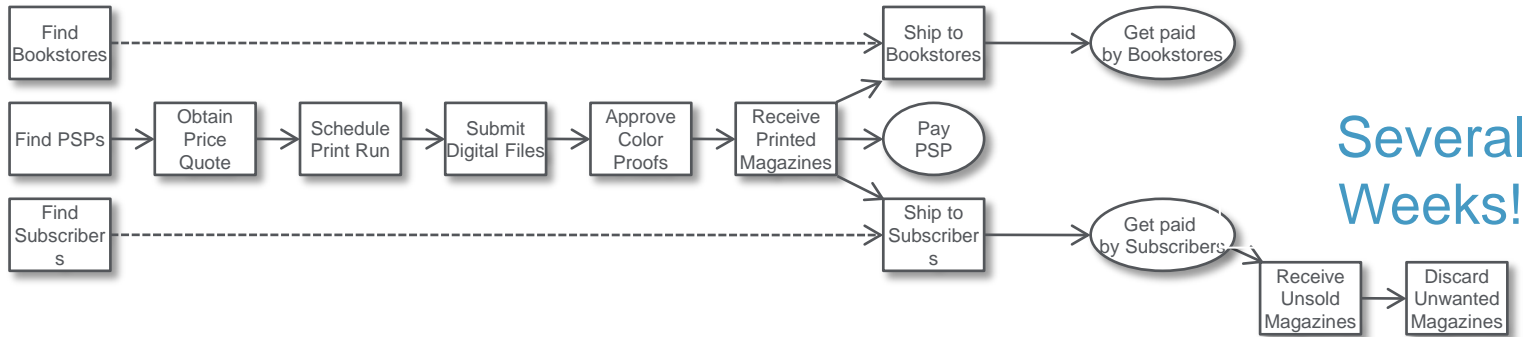 Find
Bookstores
Ship to
Bookstores
Get paid
by Bookstores
Find PSPs
Obtain
Price
Quote
Schedule
Print Run
Submit
Digital Files
Approve
Color
Proofs
Receive
Printed
Magazines
Pay
PSP
Several
Weeks!
Find
Subscriber
s
Ship to
Subscriber
s
Get paid
by Subscribers
Receive
Unsold
Magazines
Discard
Unwanted
Magazines